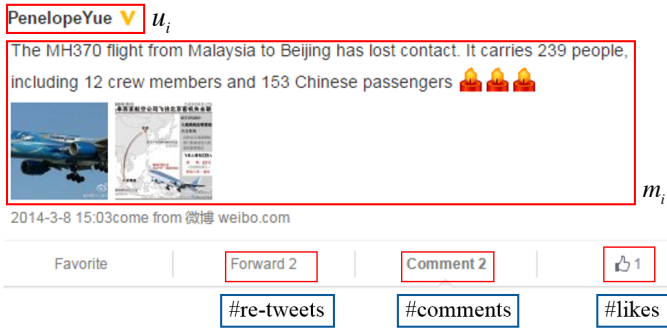 PenelopeYue V u_i
The MH370 flight from Malaysia to Beijing has lost contact. It carries 239 people,
including 12 crew members and 153 Chinese passengers
m_i
2014-3-8 15:03come from 微博 weibo.com
Favorite Forward 2 Comment 2 1
#re-tweets #comments #likes